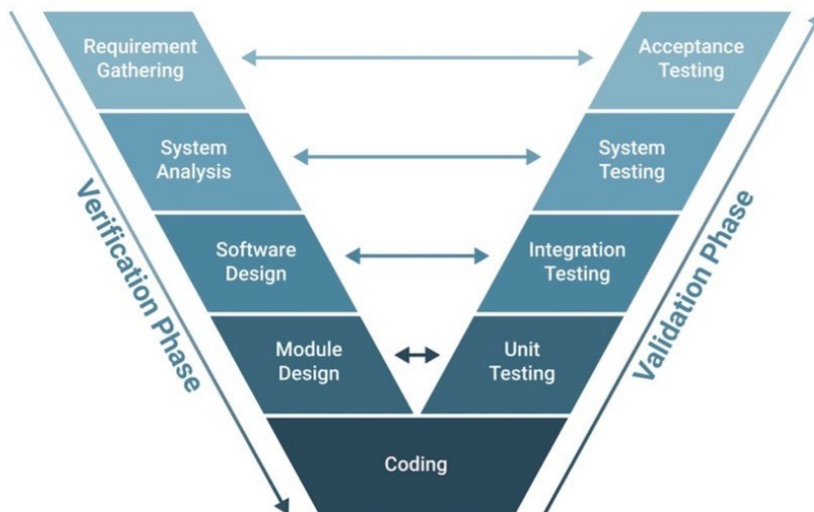 Requirement
Gathering
Acceptance
Testing
System
Analysis
System
Testing
Software
Design
Integration
Testing
Module
Design
Unit
Testing
Coding
Verification Phase
Validation Phase